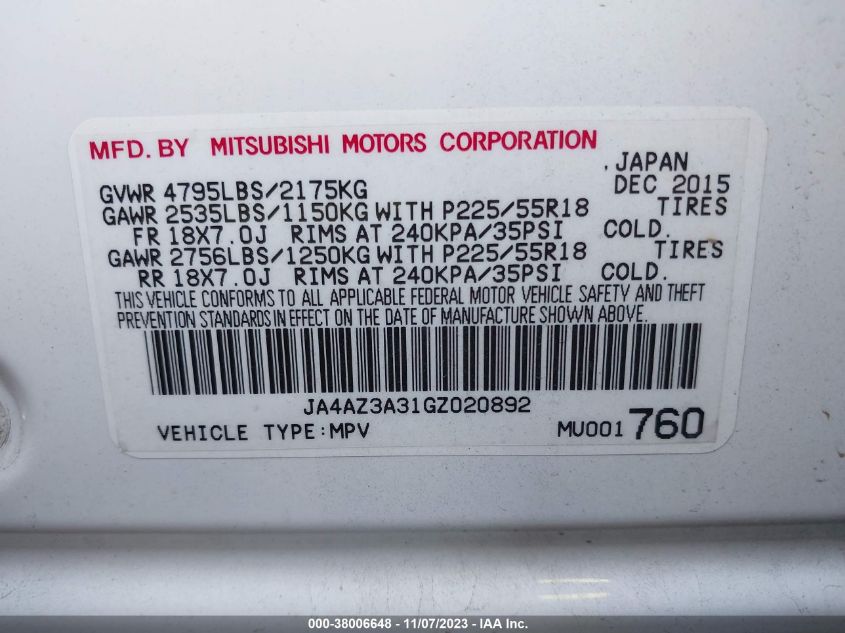 MFD. BY MITSUBISHI MOTORS CORPORATION
. JAPAN
GVWR 4795LBS/2175KG DEC 2015
GAWR 2535LBS/1150KG WITH P225/55R18 TIRES
FR 18X7.0J RIMS AT 240KPA/35PSI COLD.
GAWR 2756LBS/1250KG WITH P225/55R18 TIRES
RR 18X7.0J RIMS AT 240KPA/35PSI COLD.
THIS VEHICLE CONFORMS TO ALL APPLICABLE FEDERAL MOTOR VEHICLE SAFETY AND THEFT
PREVENTION STANDARDS IN EFFECT ON THE DATE OF MANUFACTURE SHOWN ABOVE.
JA4AZ3A31GZ020892
VEHICLE TYPE:MPV MU001 760
000-38006648 - 11/07/2023 - IAAI Inc.